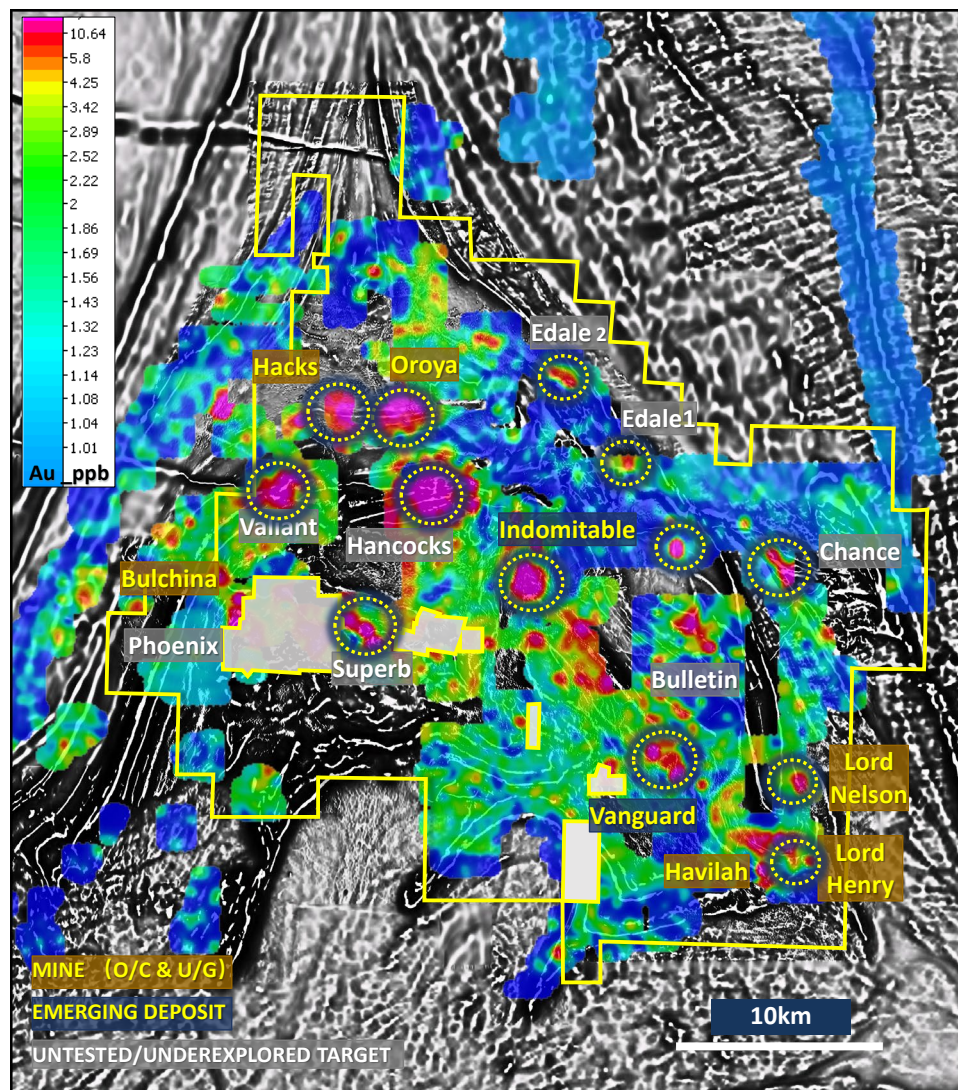 10.64
5.8
4.25
3.42
2.89
2.52
2.22
2
1.69
1.56
1.43
1.32
1.23
1.14
1.08
1.04
1.01
Au _ppb
Edale 2
Hacks
Oroya
Edale1
Valiant
Hancocks
Indomitable
Chance
Bulchina
Phoenix
Superb
Bulletin
Lord
Nelson
Vanguard
Havilah
Lord
Henry
MINE (O/C & U/G)
EMERGING DEPOSIT
UNTESTED/UNDEREXPLORED TARGET
10km